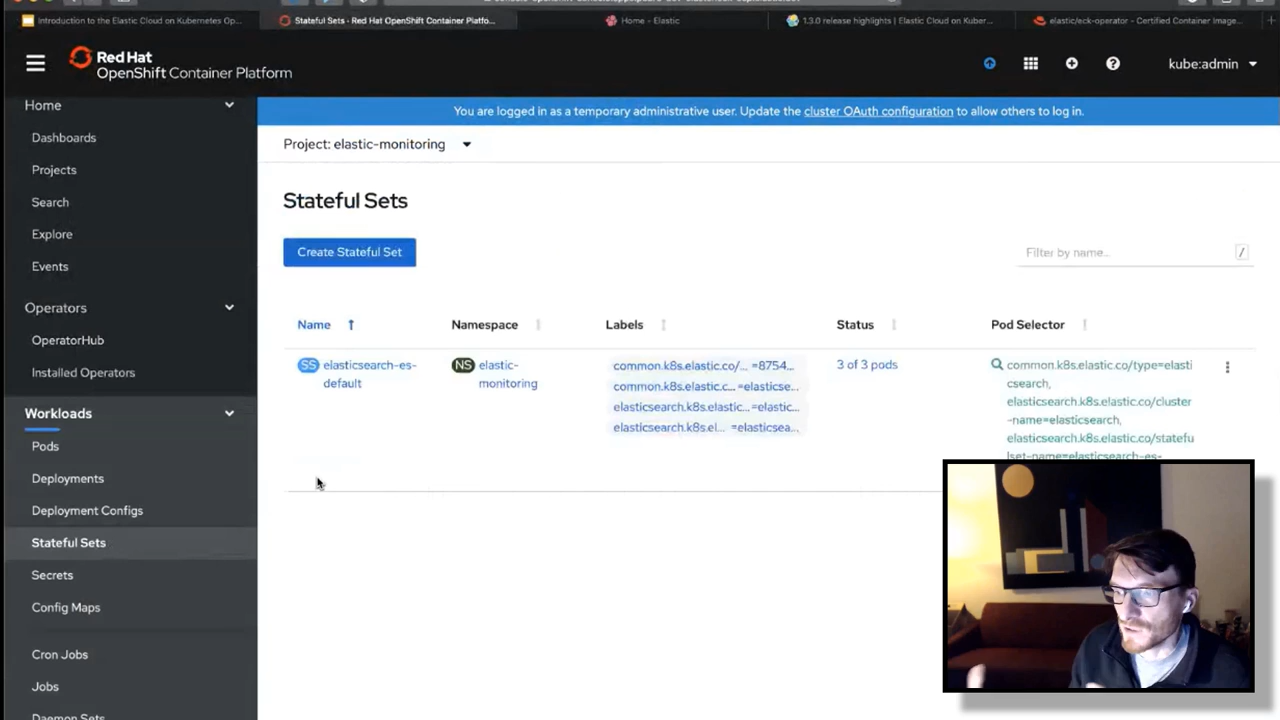 Introduction to the Elastic Cloud on Kubernetes Op...
Stateful Sets · Red Hat OpenShift Container Platfo...
Home - Elastic
1.3.0 release highlights | Elastic Cloud on Kuber...
elastic/eck-operator - Certified Container Image...
Red Hat
OpenShift Container Platform
kube:admin
Home
Dashboards
Projects
Search
Explore
Events
Operators
OperatorHub
Installed Operators
Workloads
Pods
Deployments
Deployment Configs
Stateful Sets
Secrets
Config Maps
Cron Jobs
Jobs
Daemon Sets
You are logged in as a temporary administrative user. Update the cluster OAuth configuration to allow others to log in.
Project: elastic-monitoring
Stateful Sets
Create Stateful Set
Filter by name...
/
Name
Namespace
Labels
Status
Pod Selector
SS elasticsearch-es-
default
NS elastic-
monitoring
common.k8s.elastic.co/... =8754...
common.k8s.elastic.c... =elasticse...
elasticsearch.k8s.elastic... =elastic...
elasticsearch.k8s.el... =elasticsea...
3 of 3 pods
common.k8s.elastic.co/type=elasti
csearch,
elasticsearch.k8s.elastic.co/cluster
-name=elasticsearch,
elasticsearch.k8s.elastic.co/statefu
lset-name=elasticsearch-es-